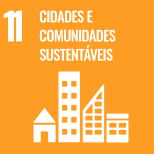 11 CIDADES E
COMUNIDADES
SUSTENTÁVEIS